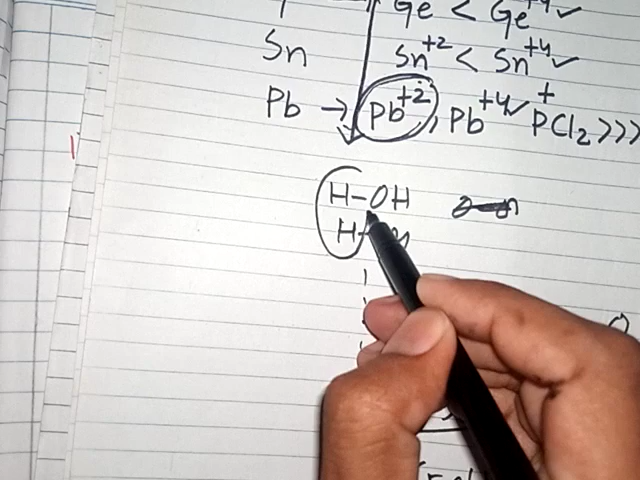 Ge < Ge⁺⁴ ✓
Sn Sn⁺² < Sn⁺⁴ ✓
Pb → Pb⁺², Pb⁺⁴✓ PCl₂⁺ >>>
H-OH
H-